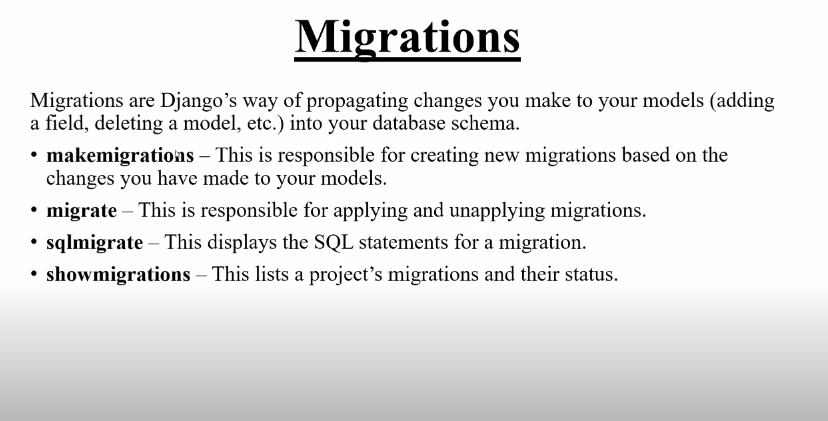 Migrations
Migrations are Django’s way of propagating changes you make to your models (adding
a field, deleting a model, etc.) into your database schema.
• makemigrations – This is responsible for creating new migrations based on the
changes you have made to your models.
• migrate – This is responsible for applying and unapplying migrations.
• sqlmigrate – This displays the SQL statements for a migration.
• showmigrations – This lists a project’s migrations and their status.